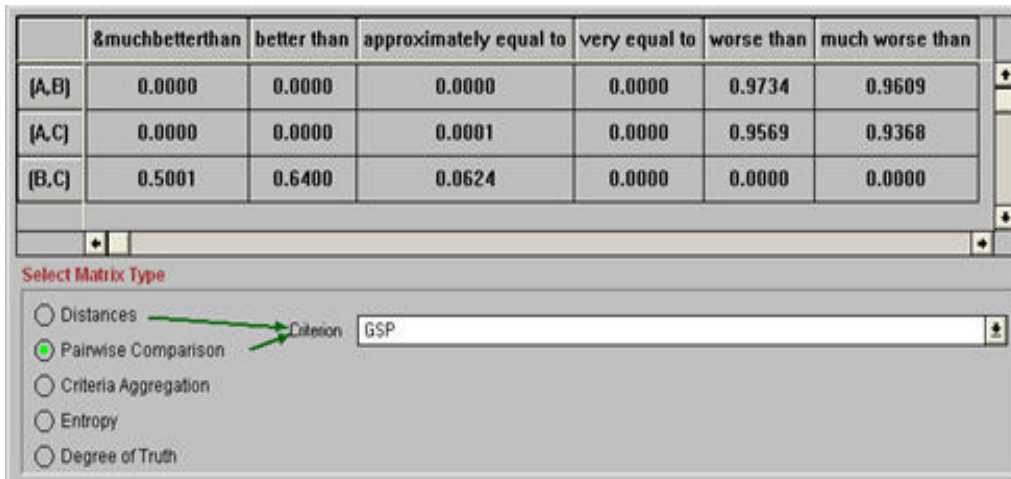 &muchbetterthan better than approximately equal to very equal to worse than much worse than
(A,B) 0.0000 0.0000 0.0000 0.0000 0.9734 0.9609
(A,C) 0.0000 0.0000 0.0001 0.0000 0.9569 0.9368
(B,C) 0.5001 0.6400 0.0624 0.0000 0.0000 0.0000
Select Matrix Type
Distances
Criterion GSP
Pairwise Comparison
Criteria Aggregation
Entropy
Degree of Truth